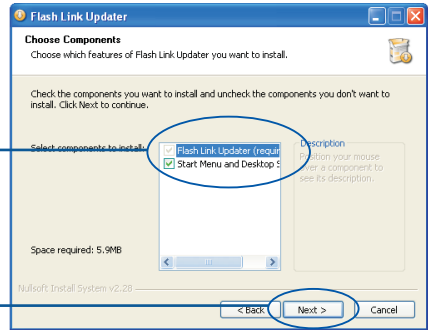 Flash Link Updater
Choose Components
Choose which features of Flash Link Updater you want to install.
Check the components you want to install and uncheck the components you don't want to
install. Click Next to continue.
Select components to install:
Flash Link Updater (requir
Start Menu and Desktop S
Description
Position your mouse
over a component to
see its description.
Space required: 5.9MB
Nullsoft Install System v2.28
< Back
Next >
Cancel